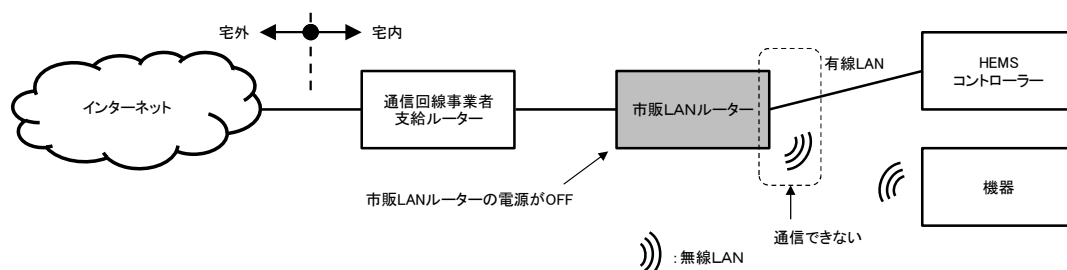 宅外
宅内
インターネット
通信回線事業者
支給ルーター
市販LANルーター
有線LAN
HEMS
コントローラー
機器
市販LANルーターの電源がOFF
通信できない
：無線LAN